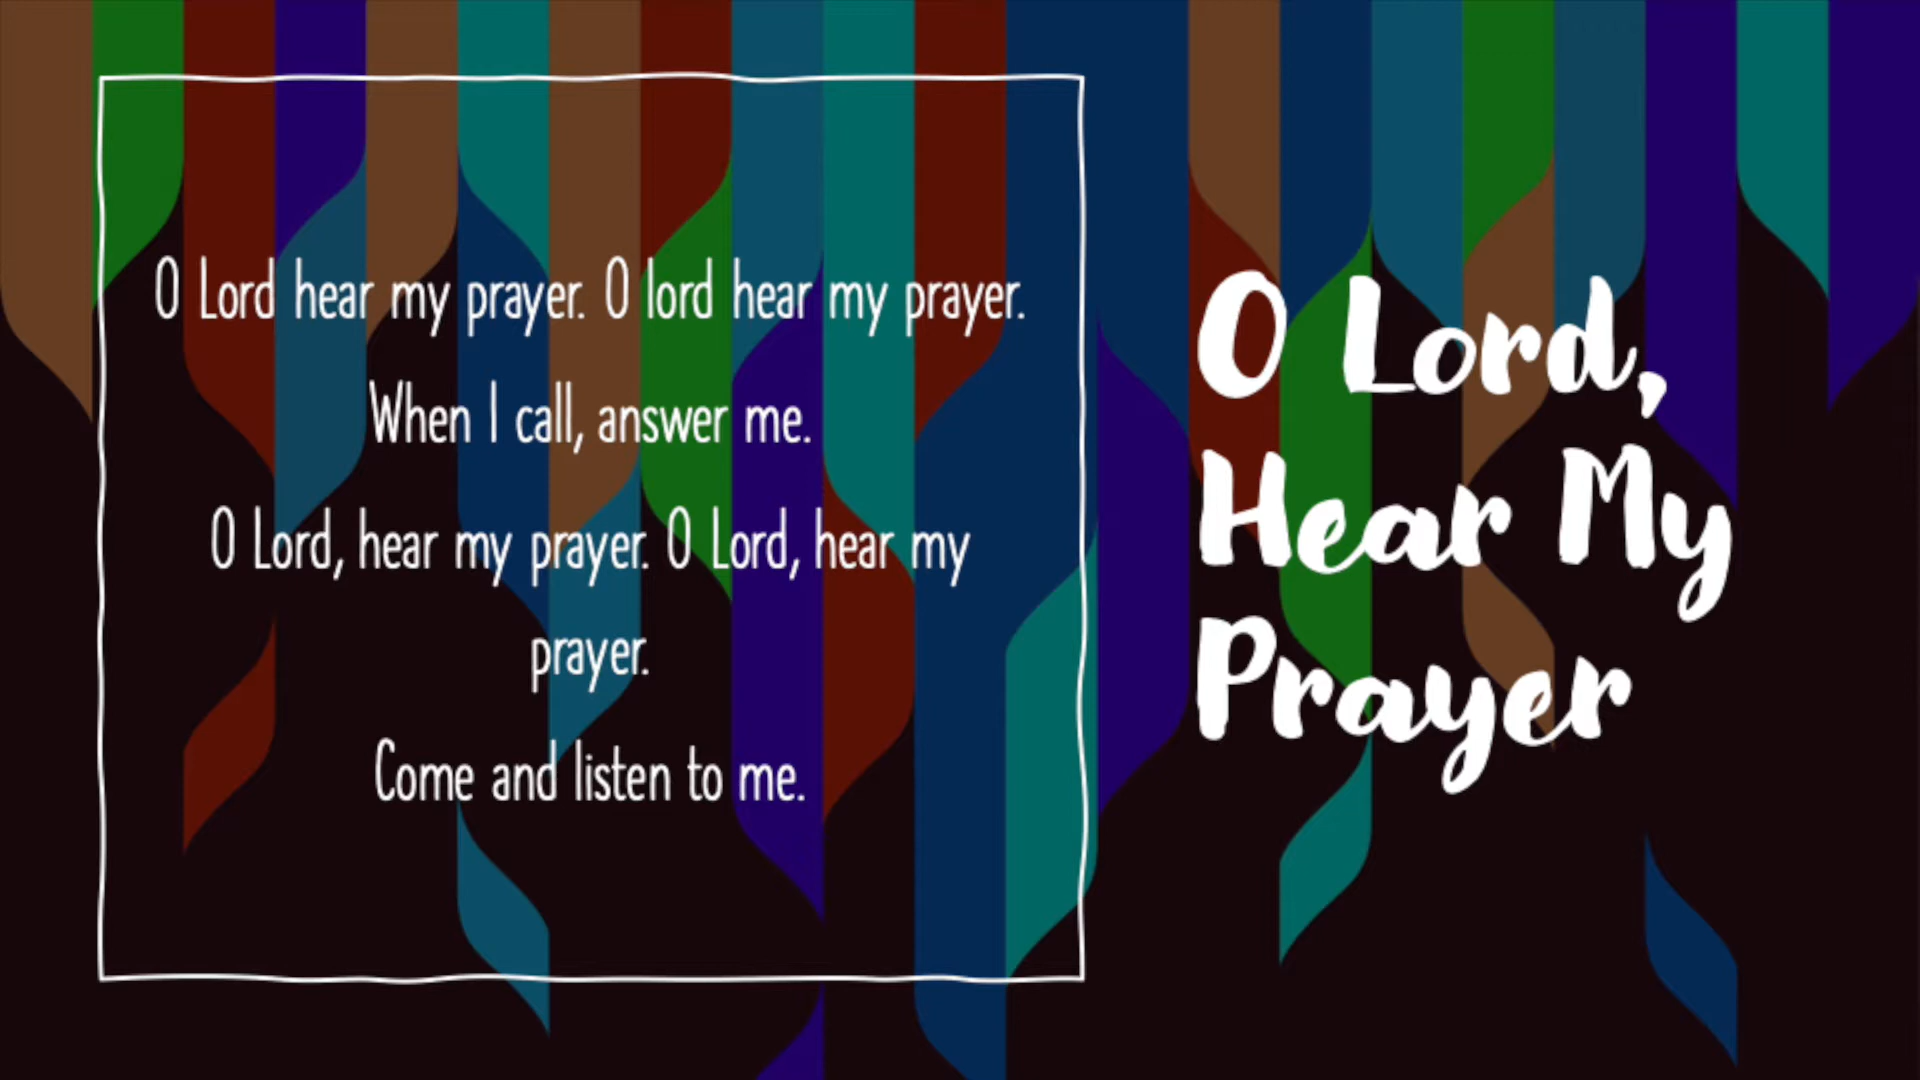 O Lord hear my prayer. O lord hear my prayer.
When I call, answer me.
O Lord, hear my prayer. O Lord, hear my
prayer.
Come and listen to me.
O Lord,
Hear My
Prayer